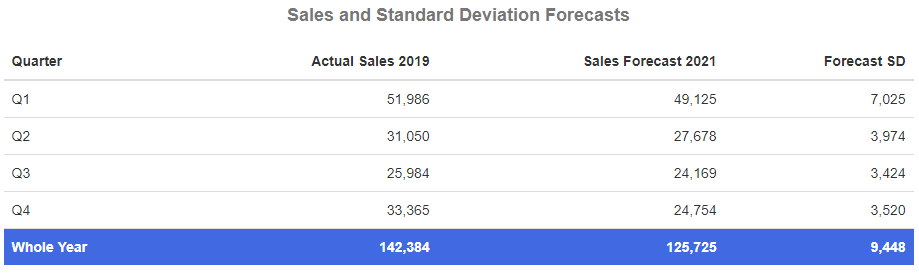 Sales and Standard Deviation Forecasts
Quarter Actual Sales 2019 Sales Forecast 2021 Forecast SD
Q1 51,986 49,125 7,025
Q2 31,050 27,678 3,974
Q3 25,984 24,169 3,424
Q4 33,365 24,754 3,520
Whole Year 142,384 125,725 9,448